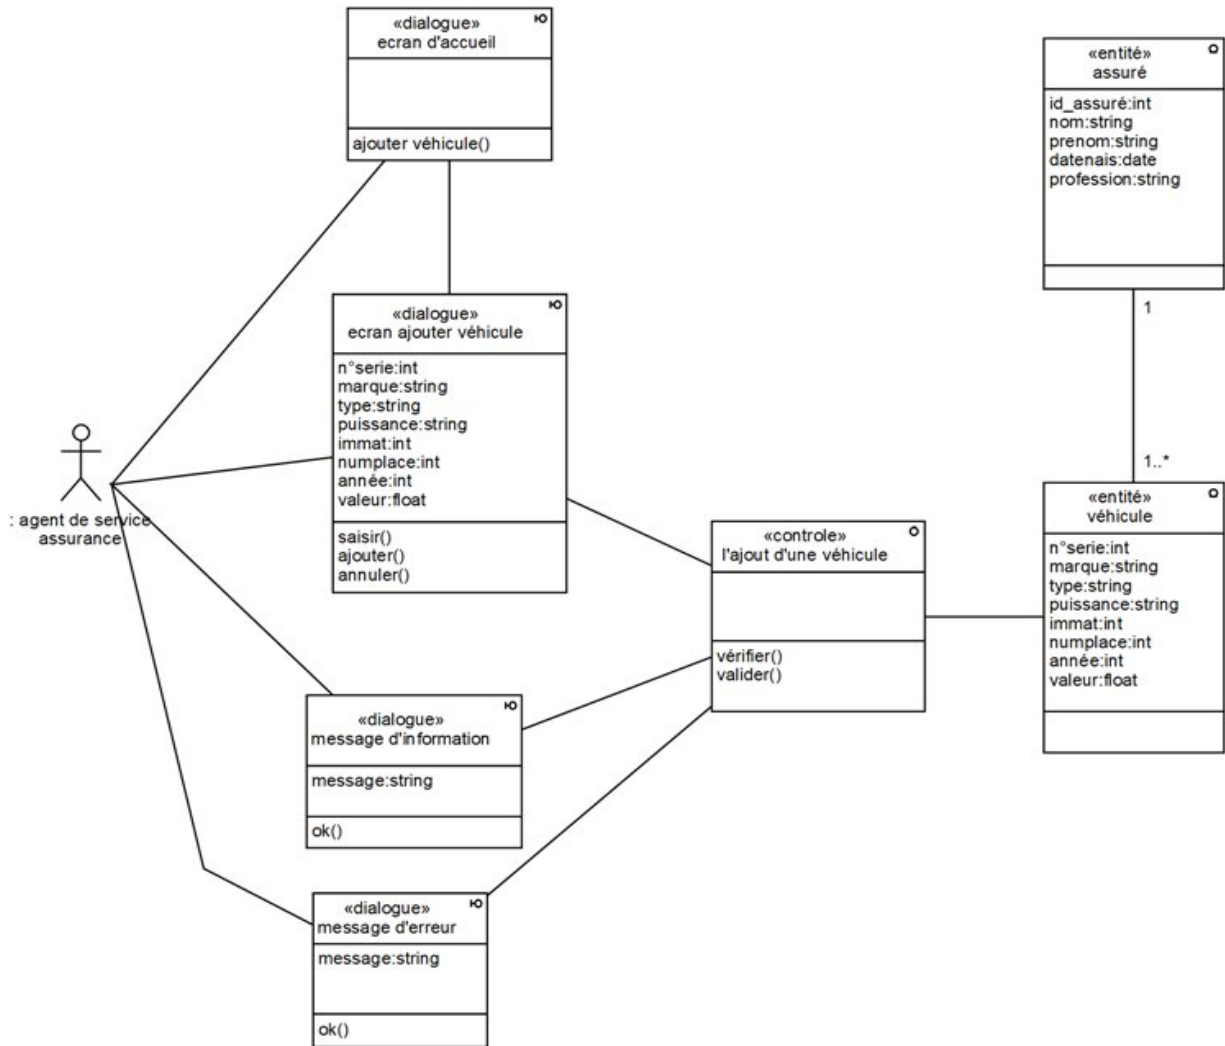 «dialogue»
ecran d'accueil
ajouter véhicule()
«entité»
assuré
id_assuré:int
nom:string
prenom:string
datenais:date
profession:string
1
1..*
«dialogue»
ecran ajouter véhicule
n°serie:int
marque:string
type:string
puissance:string
immat:int
numplace:int
année:int
valeur:float
saisir()
ajouter()
annuler()
: agent de service
assurance
«controle»
l'ajout d'une véhicule
vérifier()
valider()
«entité»
véhicule
n°serie:int
marque:string
type:string
puissance:string
immat:int
numplace:int
année:int
valeur:float
«dialogue»
message d'information
message:string
ok()
«dialogue»
message d'erreur
message:string
ok()